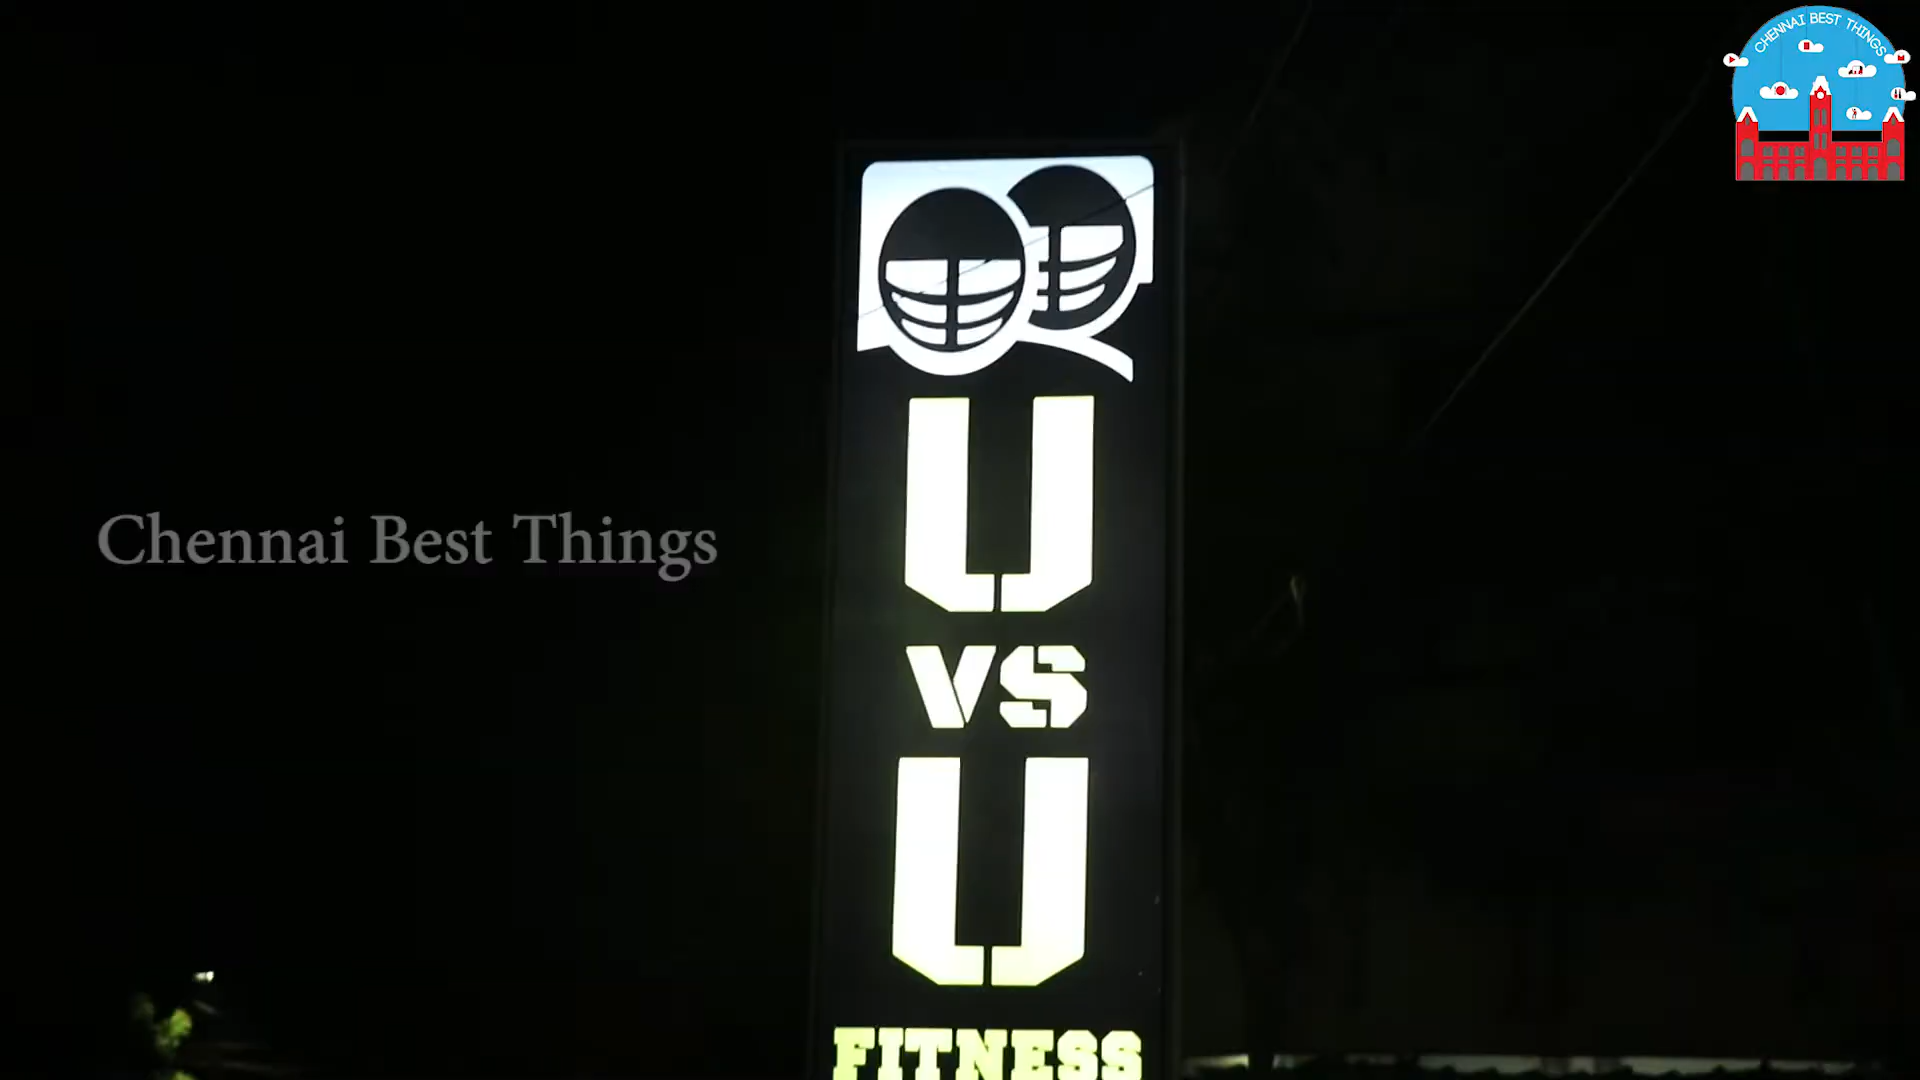 CHENNAI BEST THINGS
U
VS
U
FITNESS
Chennai Best Things